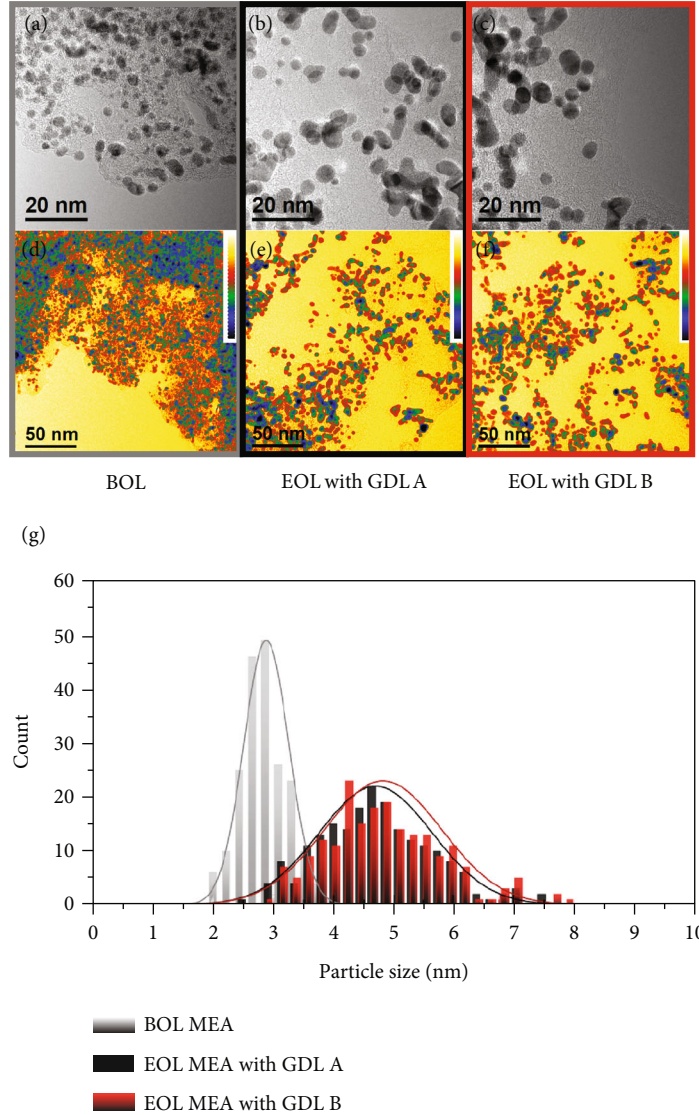 (a) (b) (c)
20 nm 20 nm 20 nm
(d) (e) (f)
50 nm 50 nm 50 nm
BOL EOL with GDL A EOL with GDL B
(g)
60
50
40
30
20
10
0
Count
0 1 2 3 4 5 6 7 8 9 10
Particle size (nm)
BOL MEA
EOL MEA with GDL A
EOL MEA with GDL B